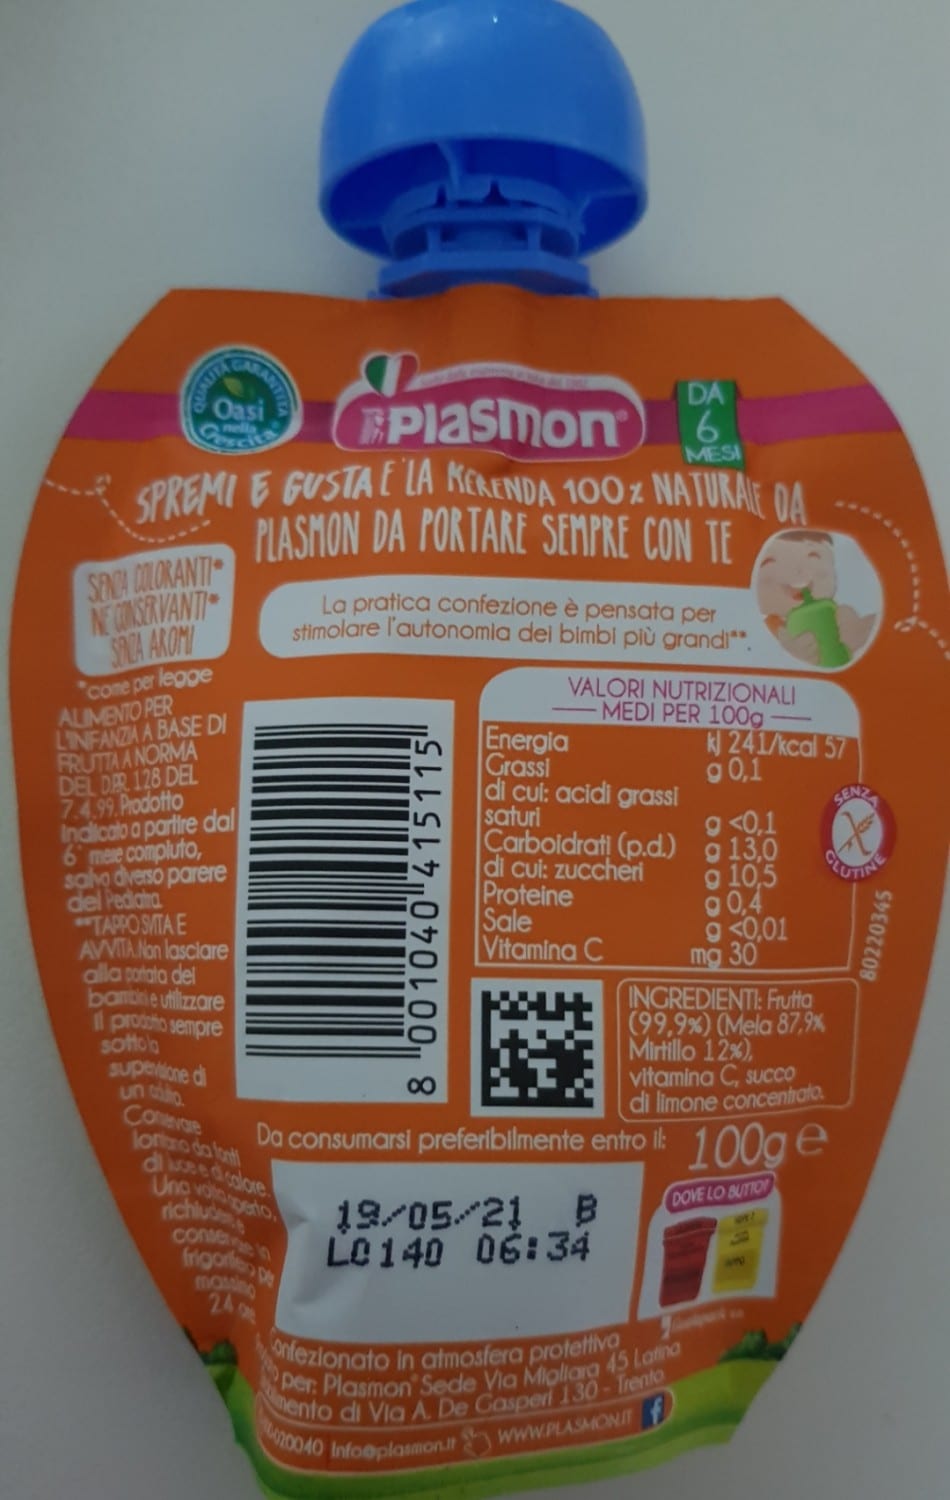 QUALITÀ GARANTITA
Oasi
nella
Crescita
PLASMON
DA
6
MESI
SPREMI E GUSTA È LA MERENDA 100% NATURALE DA
PLASMON DA PORTARE SEMPRE CON TE
SENZA COLORANTI*
NE CONSERVANTI*
SENZA AROMI
*come per legge
La pratica confezione è pensata per
stimolare l'autonomia dei bimbi più grandi**.
ALIMENTO PER
L'INFANZIA A BASE DI
FRUTTA A NORMA
DEL D.P.R. 128 DEL
7.4.99. Prodotto
indicato a partire dal
6° mese compiuto,
salvo diverso parere
del Pediatra.
**TAPPO SVITA E
AVVITA. Non lasciare
alla portata dei
bambini e utilizzare
il prodotto sempre
sotto la
supervisione di
un adulto.
Conservare
lontano da fonti
di luce e di calore.
Una volta aperto,
richiudere e
conservare in
frigorifero per
massimo
24 ore
8 001040 415115
VALORI NUTRIZIONALI
MEDI PER 100g
Energia kj 241/kcal 57
Grassi g 0,1
di cui: acidi grassi
saturi g <0,1
Carboidrati (p.d.) g 13,0
di cui: zuccheri g 10,5
Proteine g 0,4
Sale g <0,01
Vitamina C mg 30
SENZA
GLUTINE
80220345
INGREDIENTI: Frutta
(99,9%) (Mela 87,9%,
Mirtillo 12%),
vitamina C, succo
di limone concentrato.
Da consumarsi preferibilmente entro il:
100g e
19/05/21 B
LO 140 06:34
DOVE LO BUTTO?
Confezionato in atmosfera protettiva
per: Plasmon® Sede Via Migliara 45 Latina
di Via A. De Gasperi 130 - Trento
info@plasmon.it WWW.PLASMON.IT f